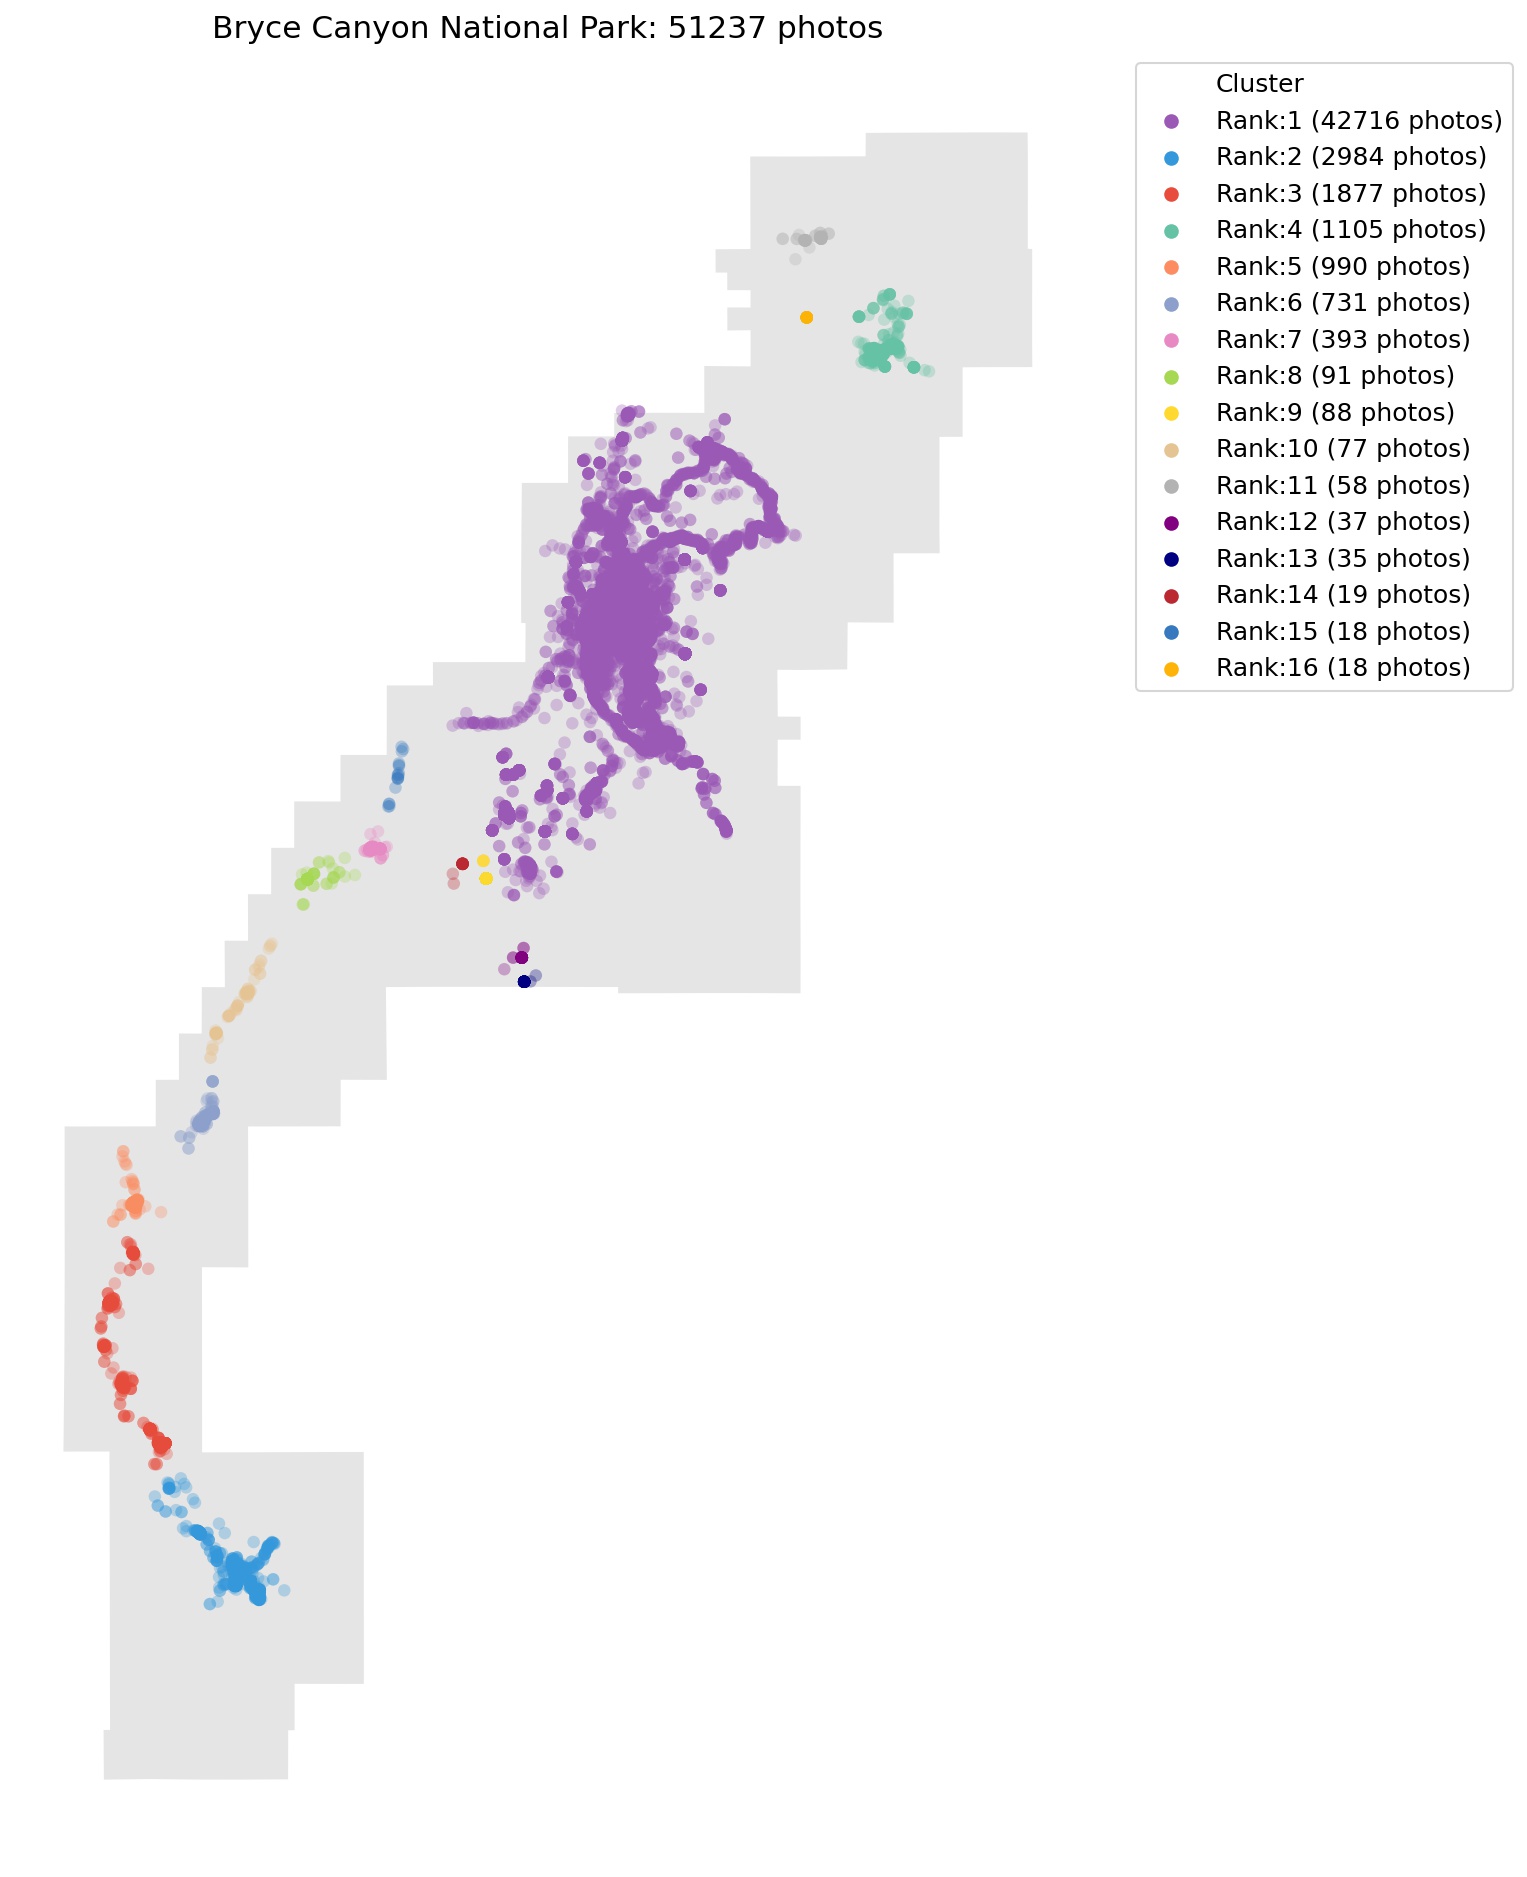 Bryce Canyon National Park: 51237 photos
Cluster
Rank:1 (42716 photos)
Rank:2 (2984 photos)
Rank:3 (1877 photos)
Rank:4 (1105 photos)
Rank:5 (990 photos)
Rank:6 (731 photos)
Rank:7 (393 photos)
Rank:8 (91 photos)
Rank:9 (88 photos)
Rank:10 (77 photos)
Rank:11 (58 photos)
Rank:12 (37 photos)
Rank:13 (35 photos)
Rank:14 (19 photos)
Rank:15 (18 photos)
Rank:16 (18 photos)